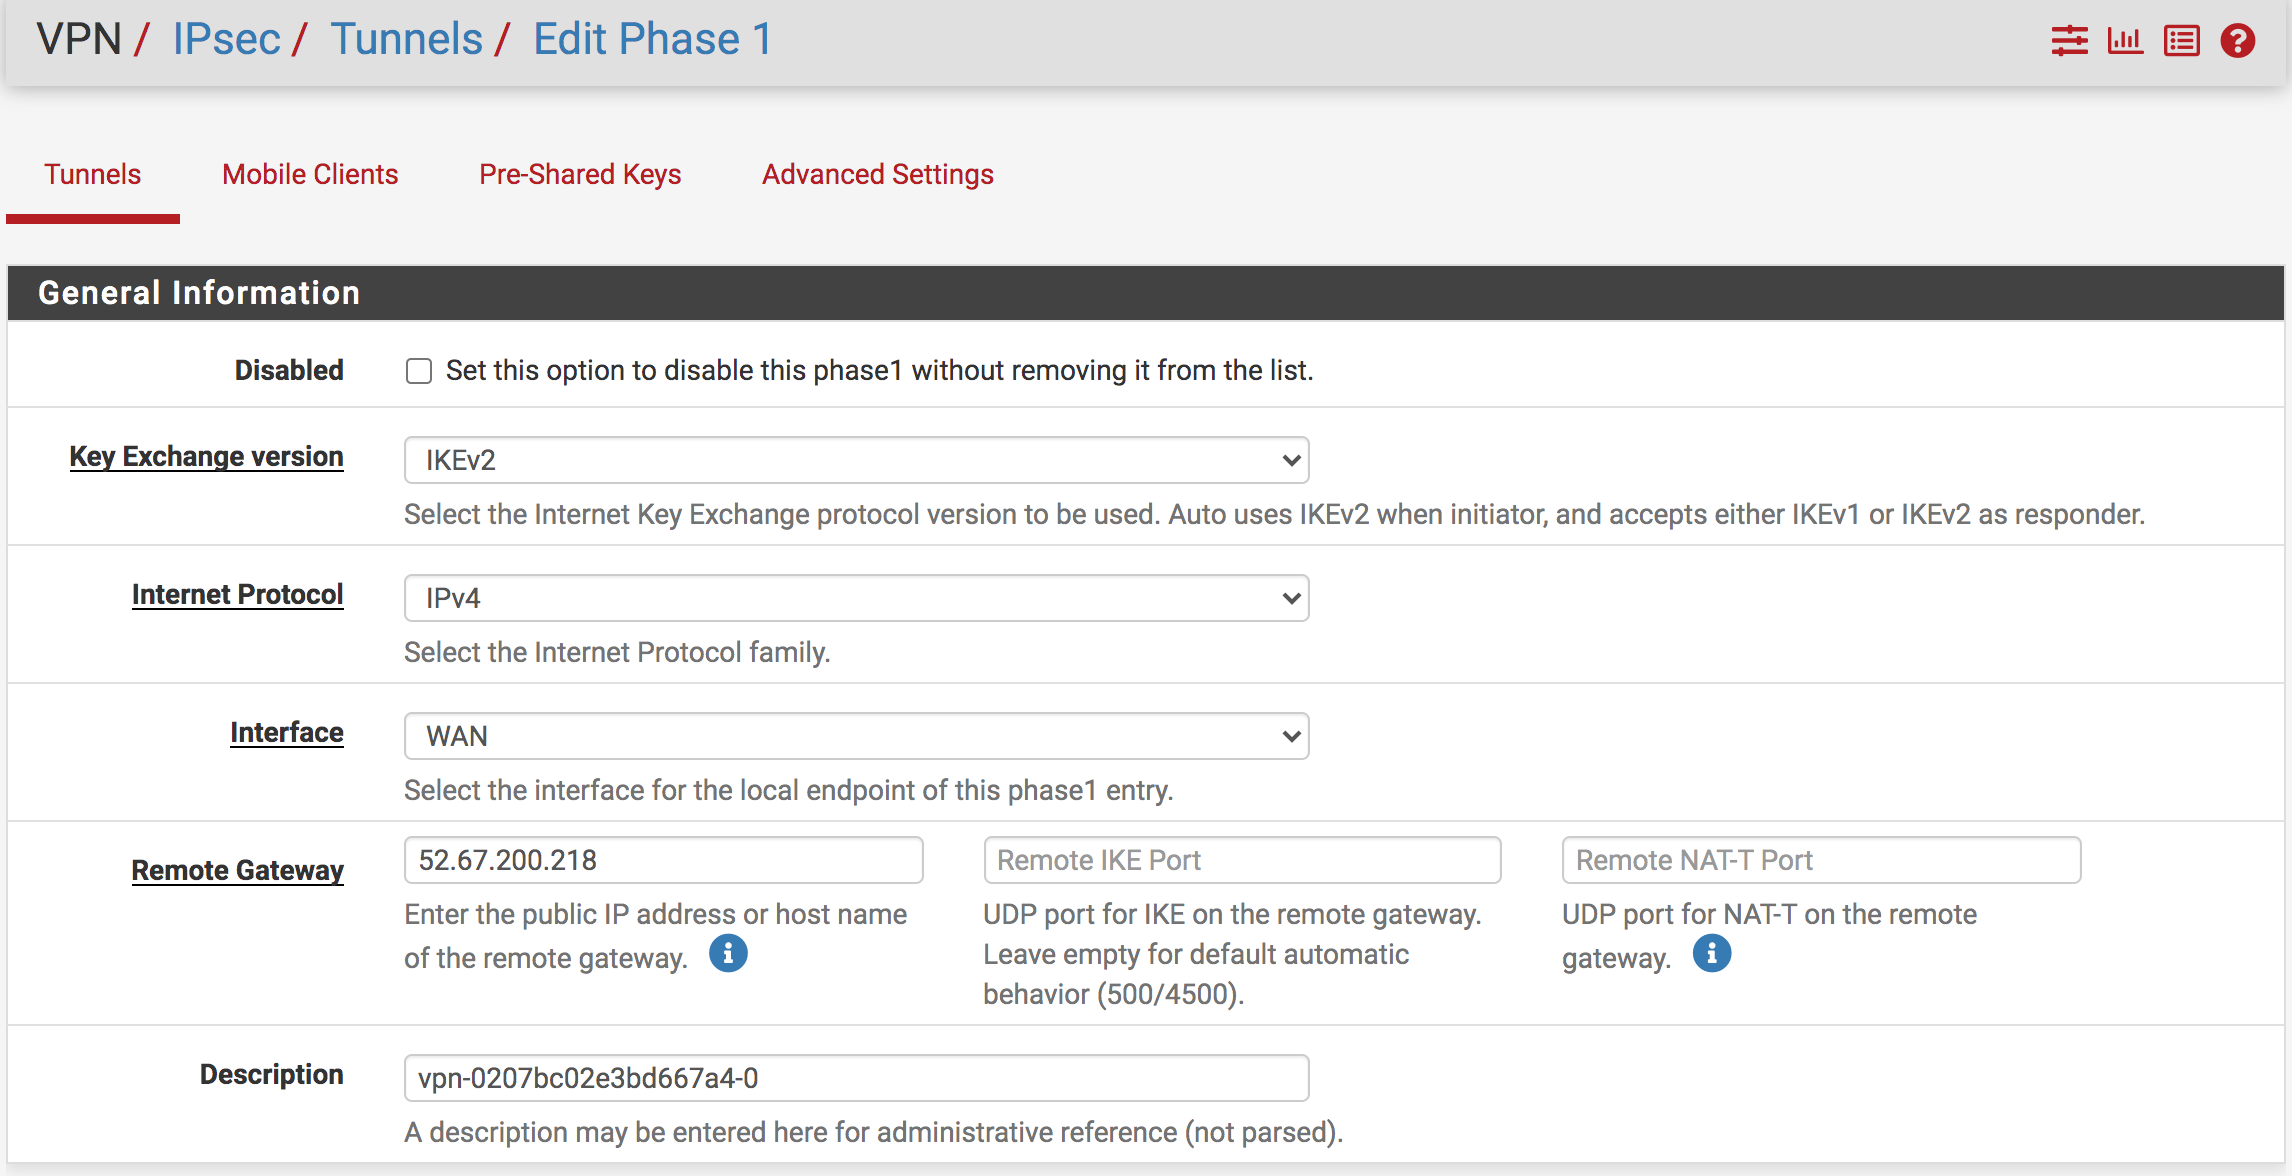 VPN / IPsec / Tunnels / Edit Phase 1
Tunnels Mobile Clients Pre-Shared Keys Advanced Settings
General Information
Disabled Set this option to disable this phase1 without removing it from the list.
Key Exchange version IKEv2
Select the Internet Key Exchange protocol version to be used. Auto uses IKEv2 when initiator, and accepts either IKEv1 or IKEv2 as responder.
Internet Protocol IPv4
Select the Internet Protocol family.
Interface WAN
Select the interface for the local endpoint of this phase1 entry.
Remote Gateway 52.67.200.218
Enter the public IP address or host name
of the remote gateway.
Remote IKE Port
UDP port for IKE on the remote gateway.
Leave empty for default automatic
behavior (500/4500).
Remote NAT-T Port
UDP port for NAT-T on the remote
gateway.
Description vpn-0207bc02e3bd667a4-0
A description may be entered here for administrative reference (not parsed).